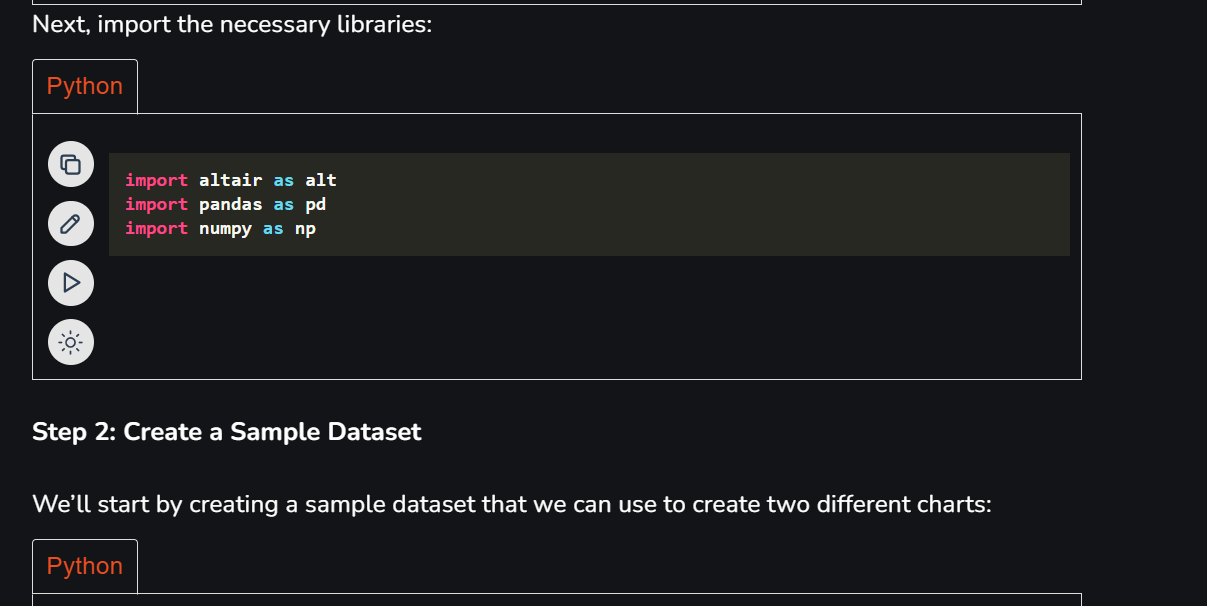 Next, import the necessary libraries:
Python
import altair as alt
import pandas as pd
import numpy as np
Step 2: Create a Sample Dataset
We’ll start by creating a sample dataset that we can use to create two different charts:
Python